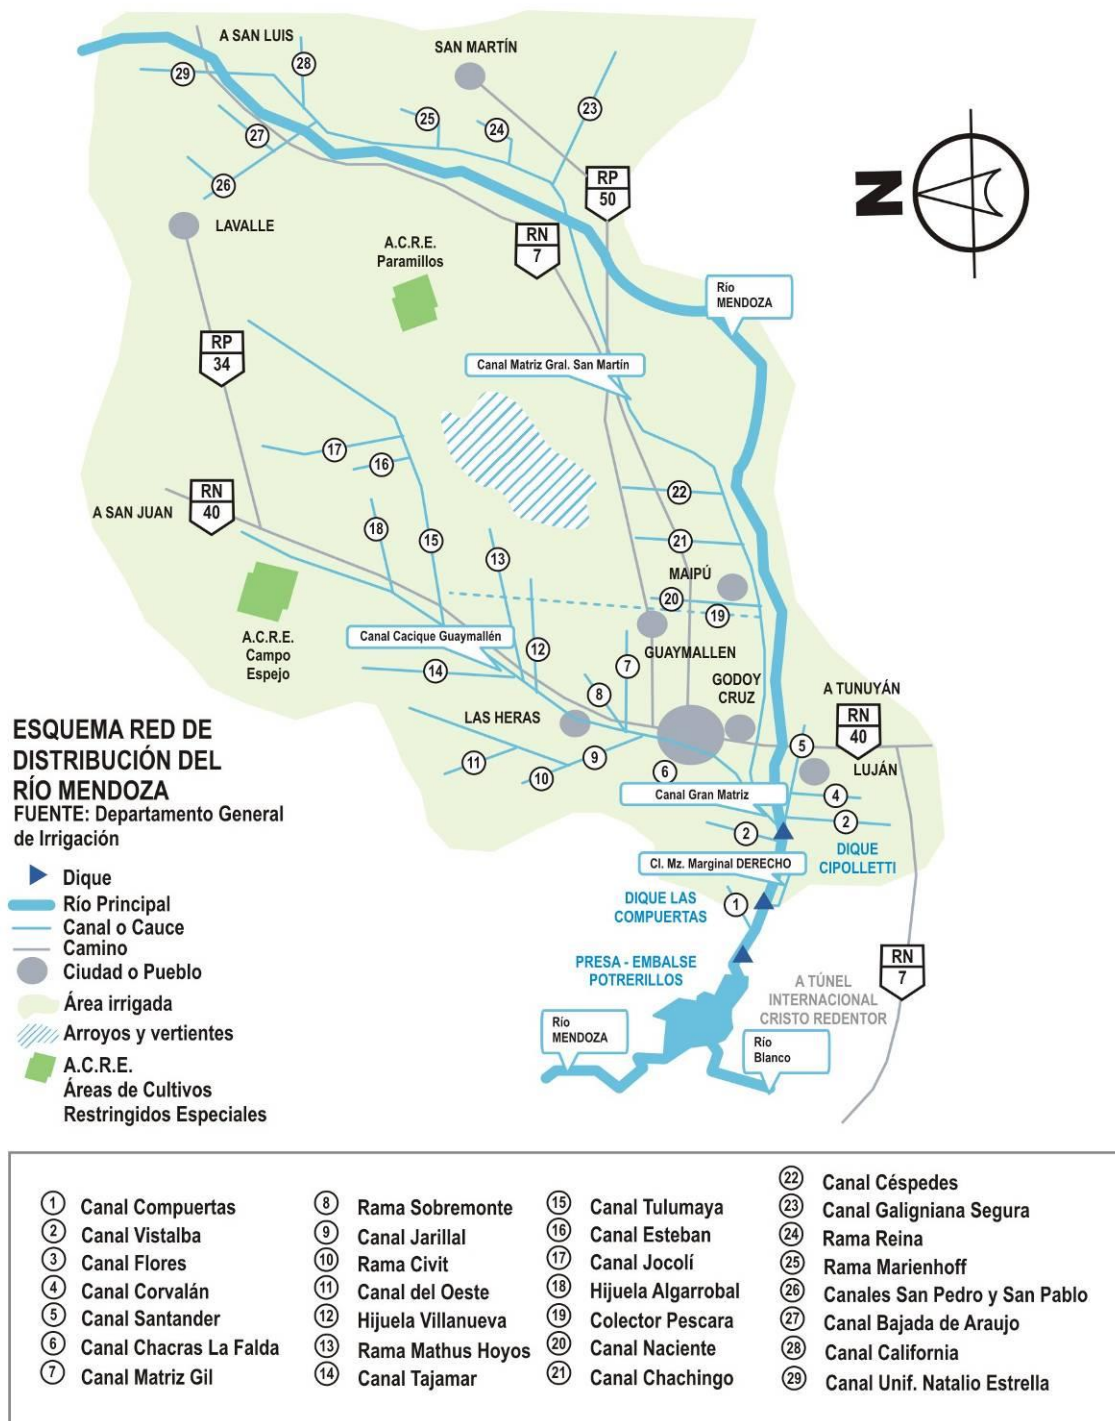 A SAN LUIS
SAN MARTÍN
28
29
23
25
24
27
26
RP
50
N
LAVALLE
A.C.R.E.
Paramillos
RN
7
Río
MENDOZA
RP
34
Canal Matriz Gral. San Martín
17
16
22
RN
40
A SAN JUAN
18
15
13
21
MAIPÚ
20
19
A.C.R.E.
Campo
Espejo
Canal Cacique Guaymallén
12
7
GUAYMALLEN
14
8
GODOY
CRUZ
A TUNUYÁN
RN
40
LAS HERAS
5
11
10
9
6
LUJÁN
4
Canal Gran Matriz
2
2
DIQUE
CIPOLLETTI
Cl. Mz. Marginal DERECHO
1
DIQUE LAS
COMPUERTAS
PRESA - EMBALSE
POTRERILLOS
RN
7
A TÚNEL
INTERNACIONAL
CRISTO REDENTOR
Río
MENDOZA
Río
Blanco
ESQUEMA RED DE
DISTRIBUCIÓN DEL
RÍO MENDOZA
FUENTE: Departamento General
de Irrigación
Dique
Río Principal
Canal o Cauce
Camino
Ciudad o Pueblo
Área irrigada
Arroyos y vertientes
A.C.R.E.
Áreas de Cultivos
Restringidos Especiales
1 Canal Compuertas
2 Canal Vistalba
3 Canal Flores
4 Canal Corvalán
5 Canal Santander
6 Canal Chacras La Falda
7 Canal Matriz Gil
8 Rama Sobremonte
9 Canal Jarillal
10 Rama Civit
11 Canal del Oeste
12 Hijuela Villanueva
13 Rama Mathus Hoyos
14 Canal Tajamar
15 Canal Tulumaya
16 Canal Esteban
17 Canal Jocolí
18 Hijuela Algarrobal
19 Colector Pescara
20 Canal Naciente
21 Canal Chachingo
22 Canal Céspedes
23 Canal Galigniana Segura
24 Rama Reina
25 Rama Marienhoff
26 Canales San Pedro y San Pablo
27 Canal Bajada de Araujo
28 Canal California
29 Canal Unif. Natalio Estrella